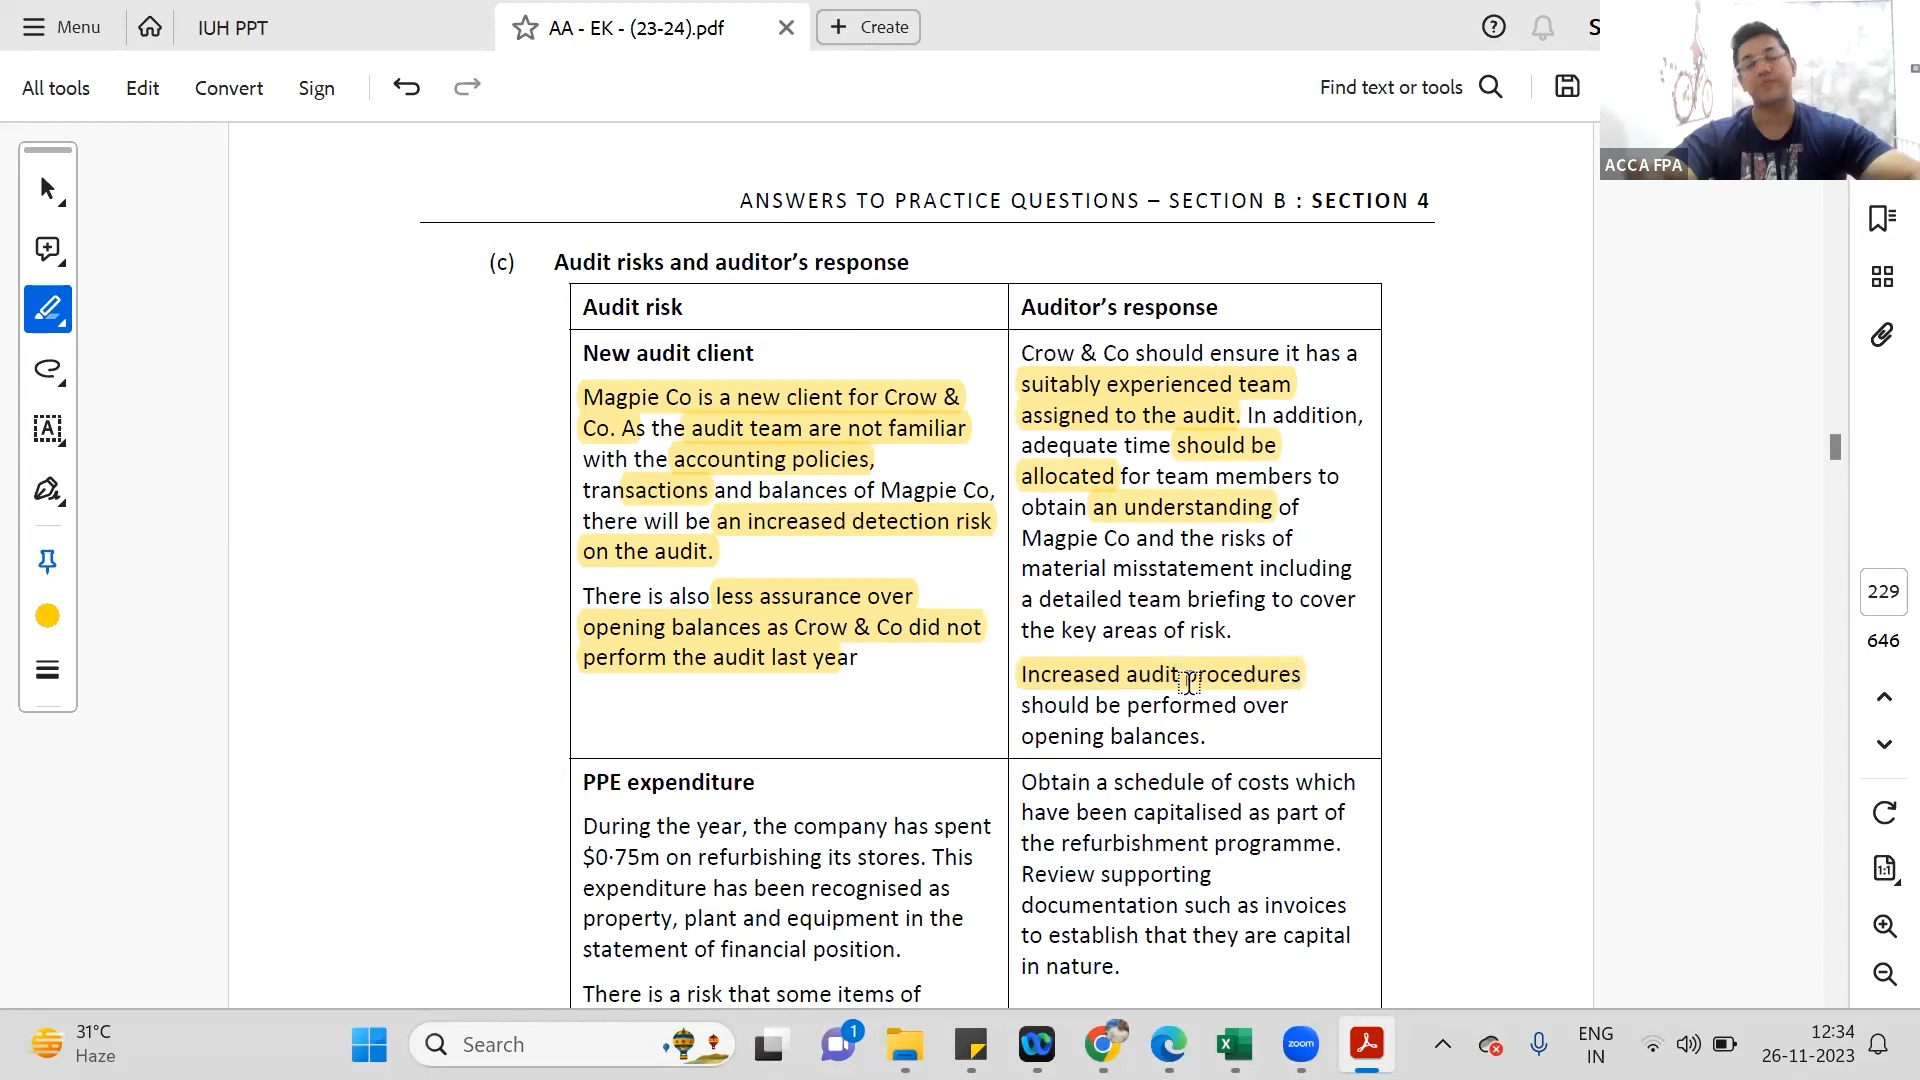 Menu
IUH PPT
AA - EK - (23-24).pdf
Create
S
All tools
Edit
Convert
Sign
Find text or tools
ACCA FPA
ANSWERS TO PRACTICE QUESTIONS – SECTION B : SECTION 4
(c) Audit risks and auditor’s response
Audit risk
New audit client
Magpie Co is a new client for Crow &
Co. As the audit team are not familiar
with the accounting policies,
transactions and balances of Magpie Co,
there will be an increased detection risk
on the audit.
There is also less assurance over
opening balances as Crow & Co did not
perform the audit last year
Auditor’s response
Crow & Co should ensure it has a
suitably experienced team
assigned to the audit. In addition,
adequate time should be
allocated for team members to
obtain an understanding of
Magpie Co and the risks of
material misstatement including
a detailed team briefing to cover
the key areas of risk.
Increased audit procedures
should be performed over
opening balances.
PPE expenditure
During the year, the company has spent
$0·75m on refurbishing its stores. This
expenditure has been recognised as
property, plant and equipment in the
statement of financial position.
There is a risk that some items of
Obtain a schedule of costs which
have been capitalised as part of
the refurbishment programme.
Review supporting
documentation such as invoices
to establish that they are capital
in nature.
229
646
1:1
31°C
Haze
Search
1
zoom
ENG
IN
12:34
26-11-2023